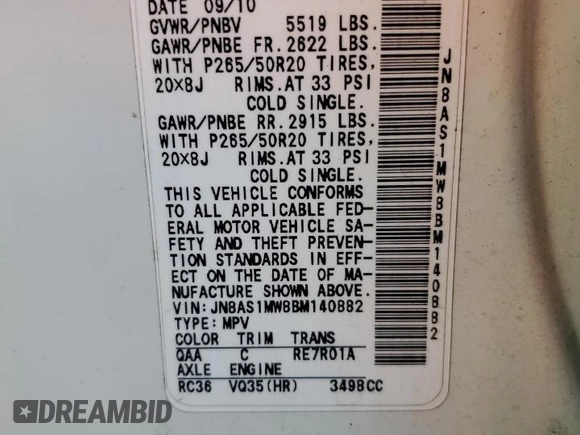 DATE 09/10
GVWR/PNBV 5519 LBS.
GAWR/PNBE FR. 2622 LBS.
WITH P265/50R20 TIRES,
20X8J RIMS. AT 33 PSI
COLD SINGLE.
GAWR/PNBE RR. 2915 LBS.
WITH P265/50R20 TIRES,
20X8J RIMS. AT 33 PSI
COLD SINGLE.
THIS VEHICLE CONFORMS
TO ALL APPLICABLE FED-
ERAL MOTOR VEHICLE SA-
FETY AND THEFT PREVEN-
TION STANDARDS IN EFF-
ECT ON THE DATE OF MA-
NUFACTURE SHOWN ABOVE.
VIN: JN8AS1MW8BM140882
TYPE: MPV
COLOR TRIM TRANS
QAA C RE7R01A
AXLE ENGINE
RC36 VQ35(HR) 3498CC
JN8AS1MW8BM140882
DREAMBID